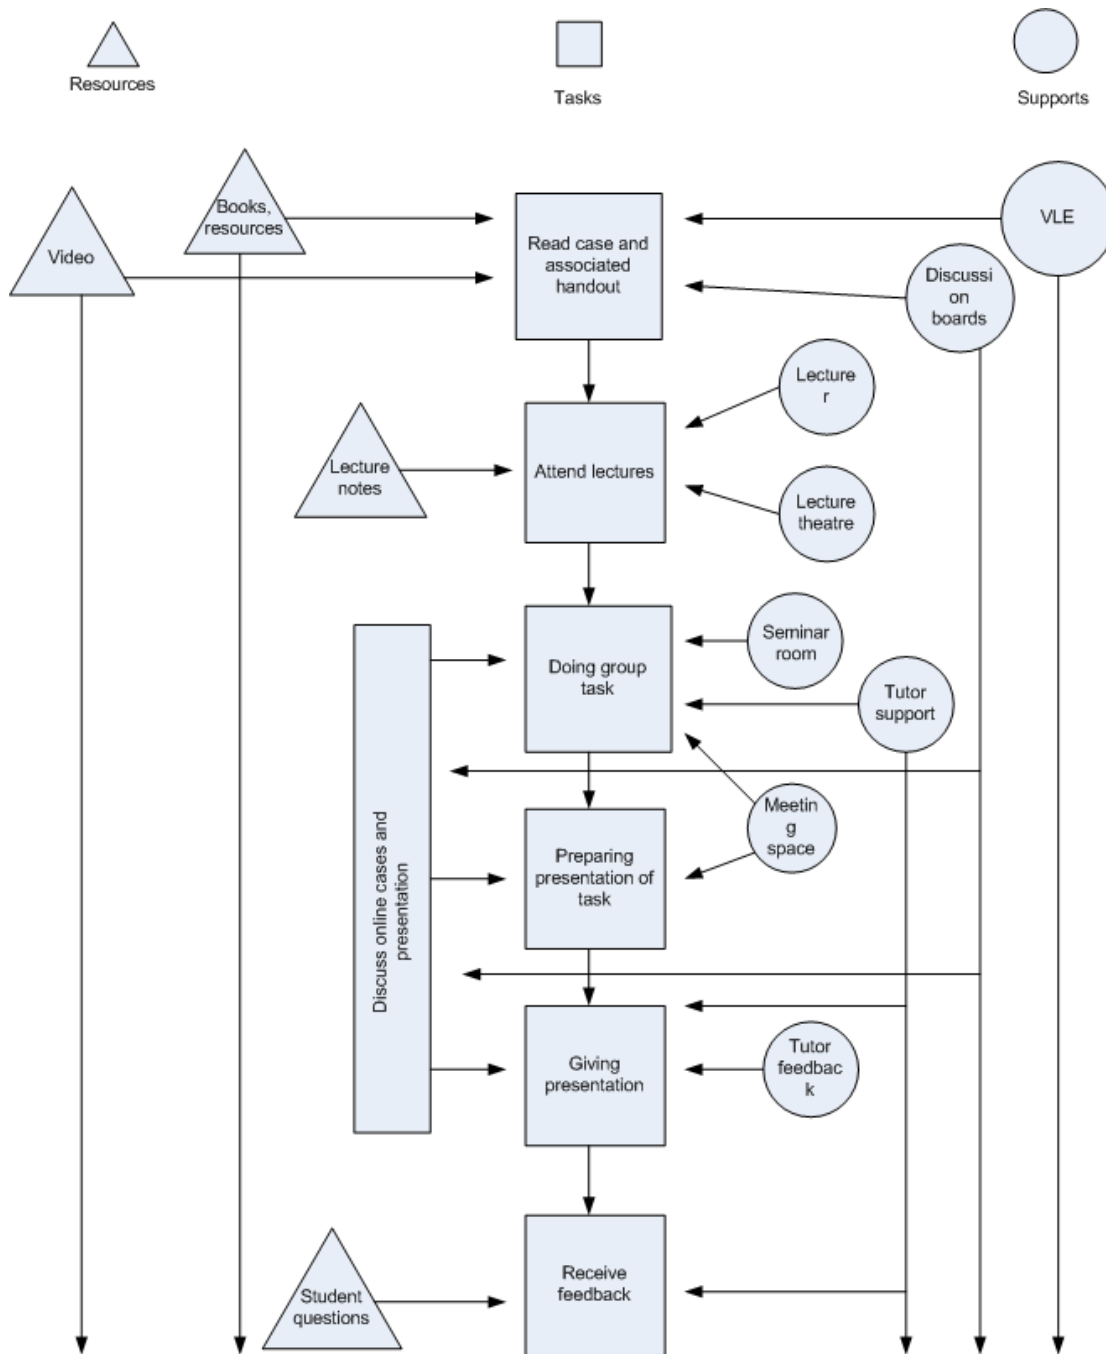 Resources
Tasks
Supports
Books,
resources
Video
Read case and
associated
handout
VLE
Discussi
on
boards
Lecture
r
Lecture
notes
Attend lectures
Lecture
theatre
Seminar
room
Doing group
task
Tutor
support
Discuss online cases and
presentation
Meetin
g
space
Preparing
presentation of
task
Giving
presentation
Tutor
feedbac
k
Student
questions
Receive
feedback